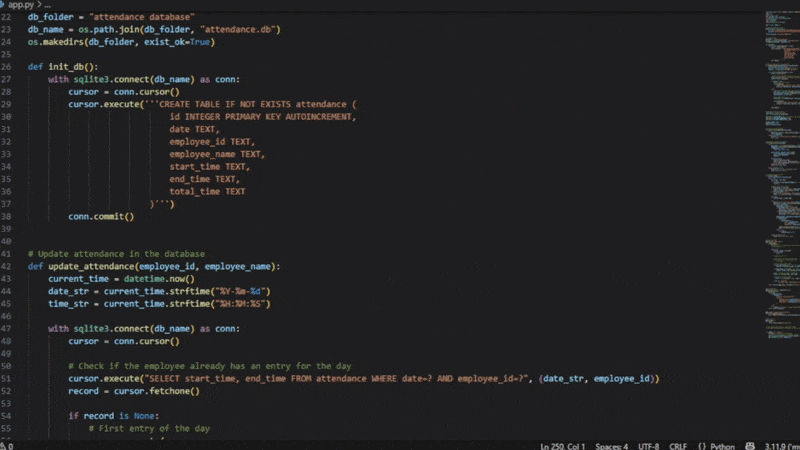 app.py > ...
22 db_folder = "attendance database"
23 db_name = os.path.join(db_folder, "attendance.db")
24 os.makedirs(db_folder, exist_ok=True)
25
26 def init_db():
27 with sqlite3.connect(db_name) as conn:
28 cursor = conn.cursor()
29 cursor.execute('''CREATE TABLE IF NOT EXISTS attendance (
30 id INTEGER PRIMARY KEY AUTOINCREMENT,
31 date TEXT,
32 employee_id TEXT,
33 employee_name TEXT,
34 start_time TEXT,
35 end_time TEXT,
36 total_time TEXT
37 )''')
38 conn.commit()
39
40
41 # Update attendance in the database
42 def update_attendance(employee_id, employee_name):
43 current_time = datetime.now()
44 date_str = current_time.strftime("%Y-%m-%d")
45 time_str = current_time.strftime("%H:%M:%S")
46
47 with sqlite3.connect(db_name) as conn:
48 cursor = conn.cursor()
49
50 # Check if the employee already has an entry for the day
51 cursor.execute("SELECT start_time, end_time FROM attendance WHERE date=? AND employee_id=?", (date_str, employee_id))
52 record = cursor.fetchone()
53
54 if record is None:
55 # First entry of the day
0 Ln 250, Col 1 Spaces: 4 UTF-8 CRLF {} Python 3.11.9 ('m